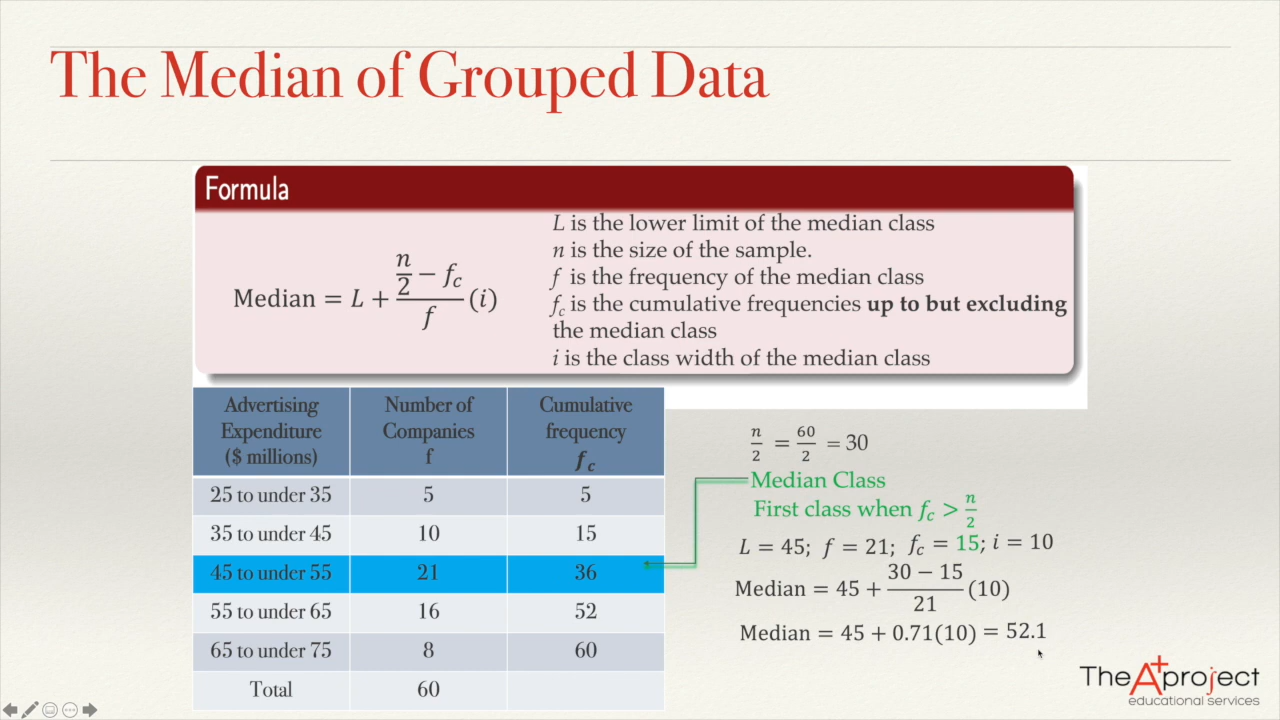 The Median of Grouped Data
Formula
Median = L + (n/2 − f_c)/f (i)
L is the lower limit of the median class
n is the size of the sample.
f is the frequency of the median class
f_c is the cumulative frequencies up to but excluding
the median class
i is the class width of the median class
Advertising Expenditure ($ millions) Number of Companies f Cumulative frequency f_c
25 to under 35 5 5
35 to under 45 10 15
45 to under 55 21 36
55 to under 65 16 52
65 to under 75 8 60
Total 60
n/2 = 60/2 = 30
Median Class
First class when f_c > n/2
L = 45; f = 21; f_c = 15; i = 10
Median = 45 + (30 − 15)/21 (10)
Median = 45 + 0.71(10) = 52.1
The A+ project
educational services